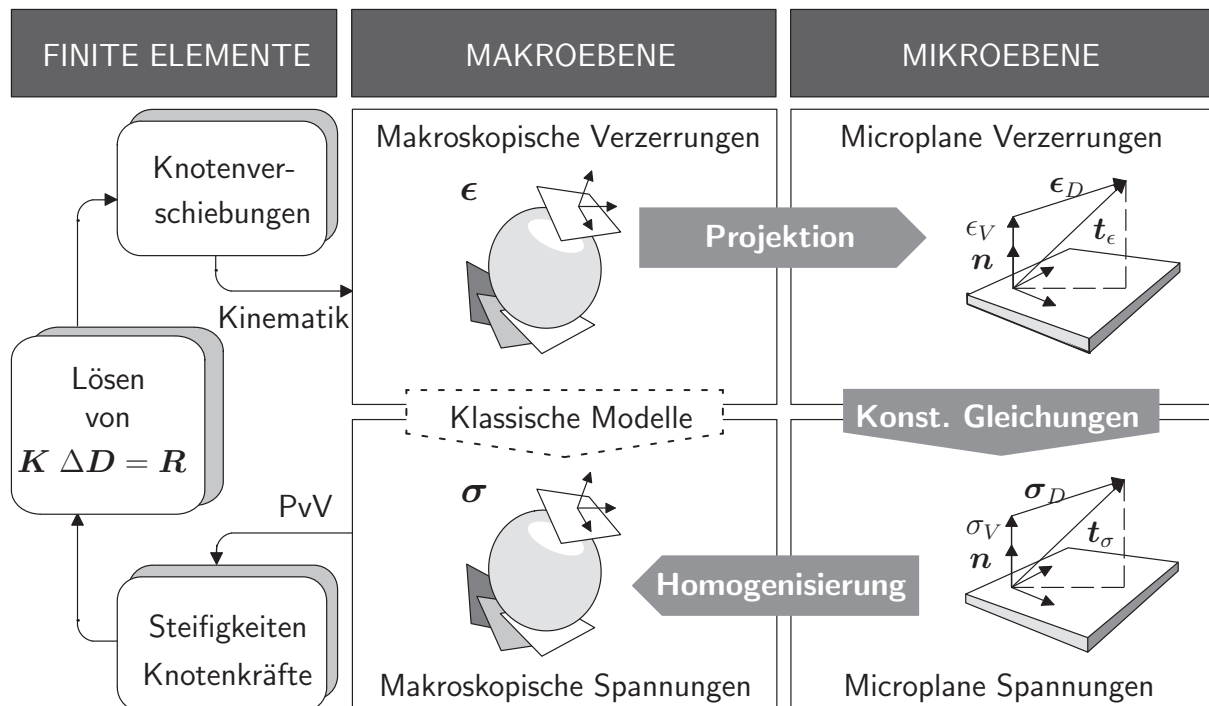 FINITE ELEMENTE
MAKROEBENE
MIKROEBENE
Knotenver-
schiebungen
Kinematik
Lösen
von
K ΔD = R
PvV
Steifigkeiten
Knotenkräfte
Makroskopische Verzerrungen
ϵ
Projektion
Microplane Verzerrungen
ϵ_D
ϵ_V
t_ϵ
n
Klassische Modelle
Konst. Gleichungen
σ
Homogenisierung
σ_D
σ_V
t_σ
n
Makroskopische Spannungen
Microplane Spannungen